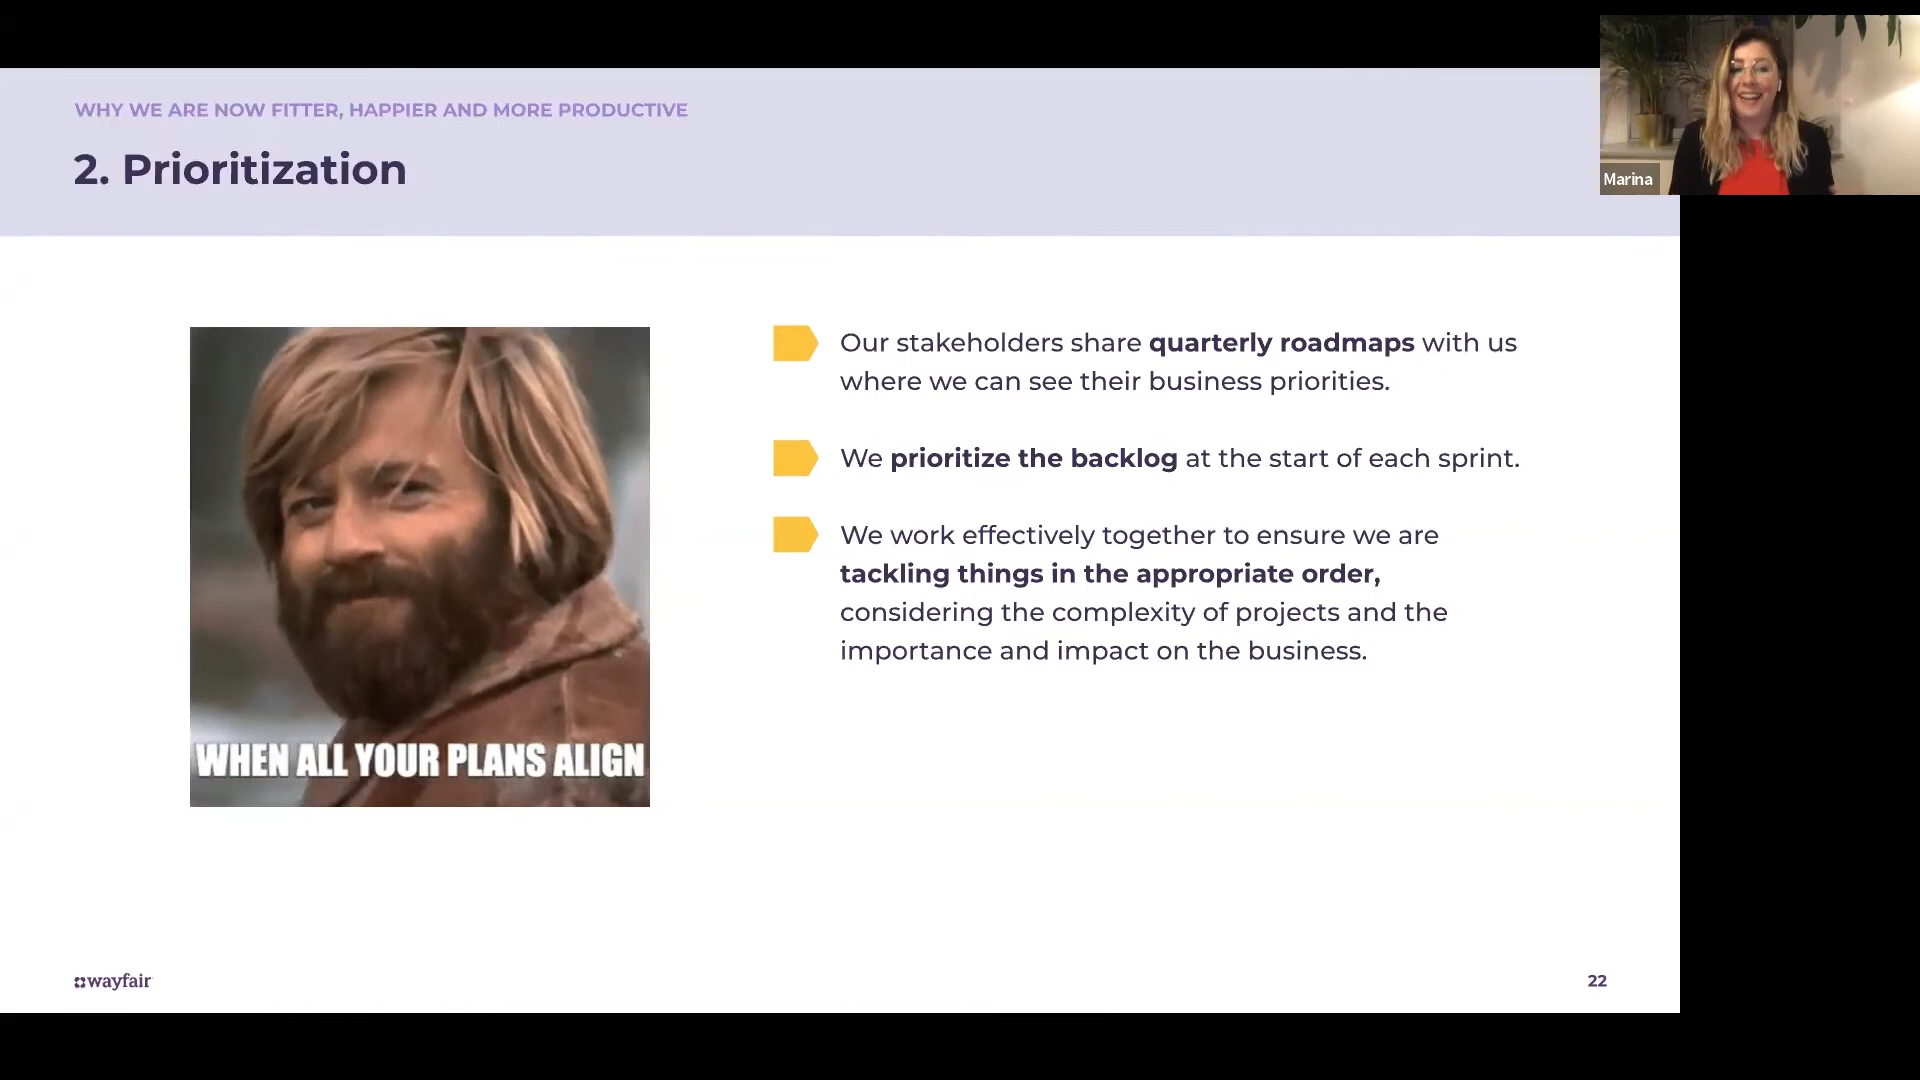 WHY WE ARE NOW FITTER, HAPPIER AND MORE PRODUCTIVE
2. Prioritization
Marina
Our stakeholders share quarterly roadmaps with us
where we can see their business priorities.
We prioritize the backlog at the start of each sprint.
We work effectively together to ensure we are
tackling things in the appropriate order,
considering the complexity of projects and the
importance and impact on the business.
WHEN ALL YOUR PLANS ALIGN
wayfair
22